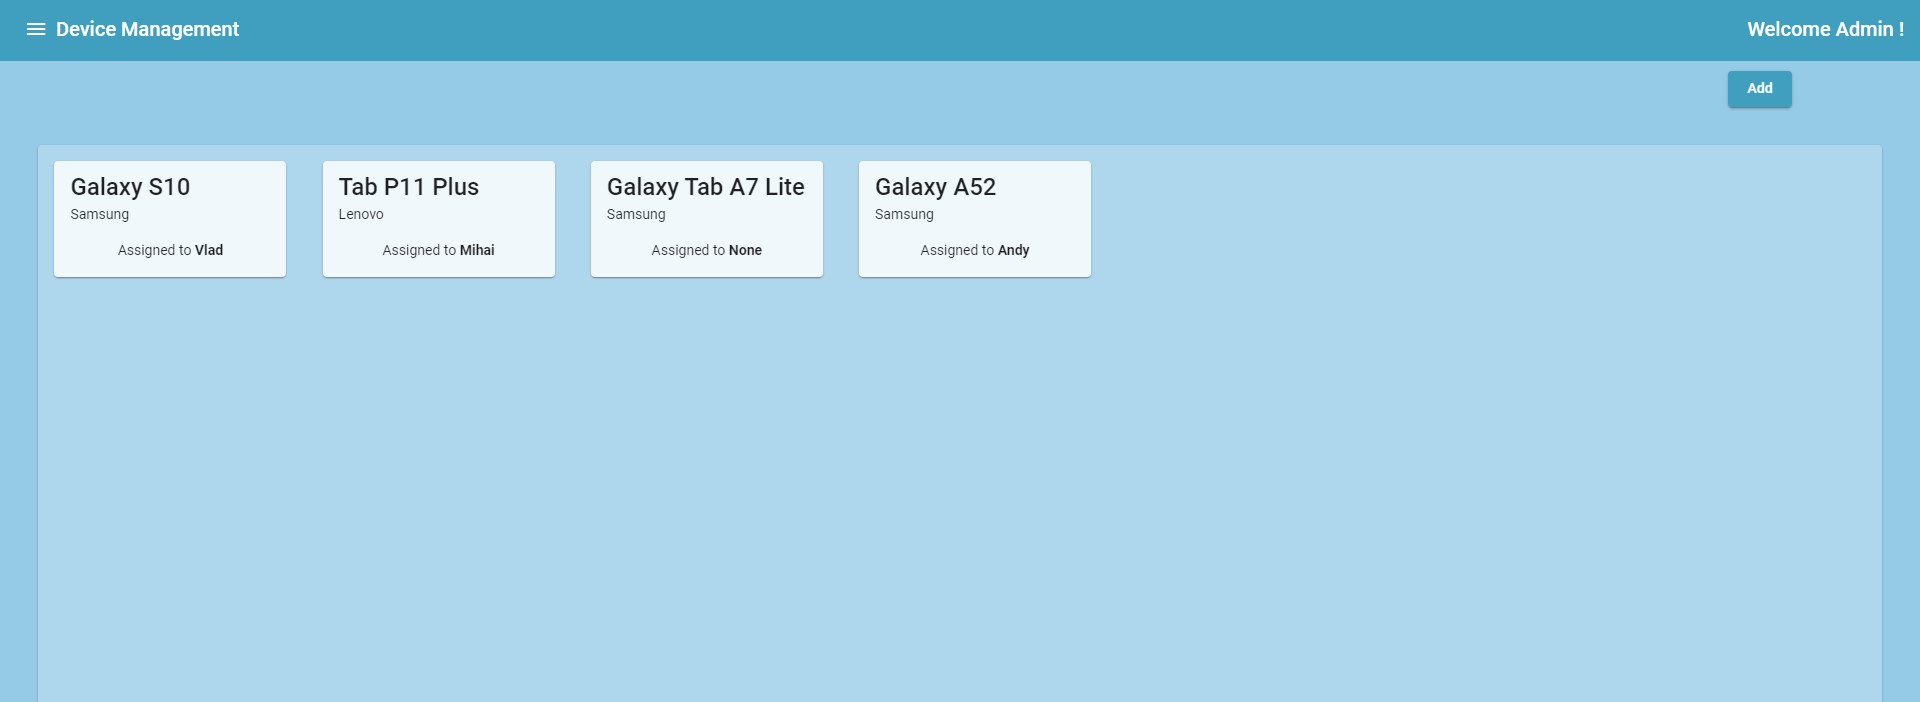 Device Management
Welcome Admin !
Add
Galaxy S10
Samsung
Assigned to Vlad
Tab P11 Plus
Lenovo
Assigned to Mihai
Galaxy Tab A7 Lite
Samsung
Assigned to None
Galaxy A52
Samsung
Assigned to Andy